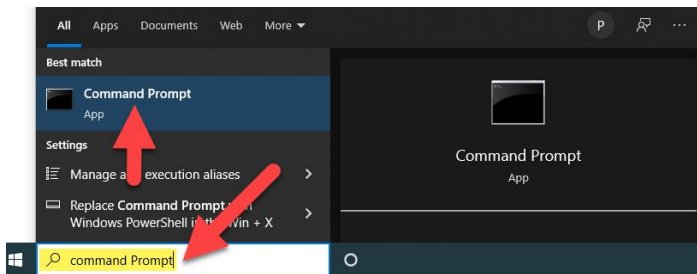 All Apps Documents Web More P ...
Best match
Command Prompt
App
Settings
Manage execution aliases
Replace Command Prompt
Windows PowerShell in Win + X
command Prompt
Command Prompt
App